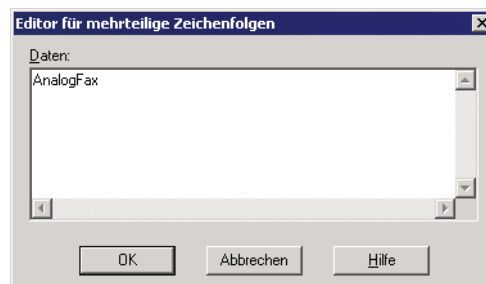 Editor für mehrteilige Zeichenfolgen
Daten:
AnalogFax
OK Abbrechen Hilfe